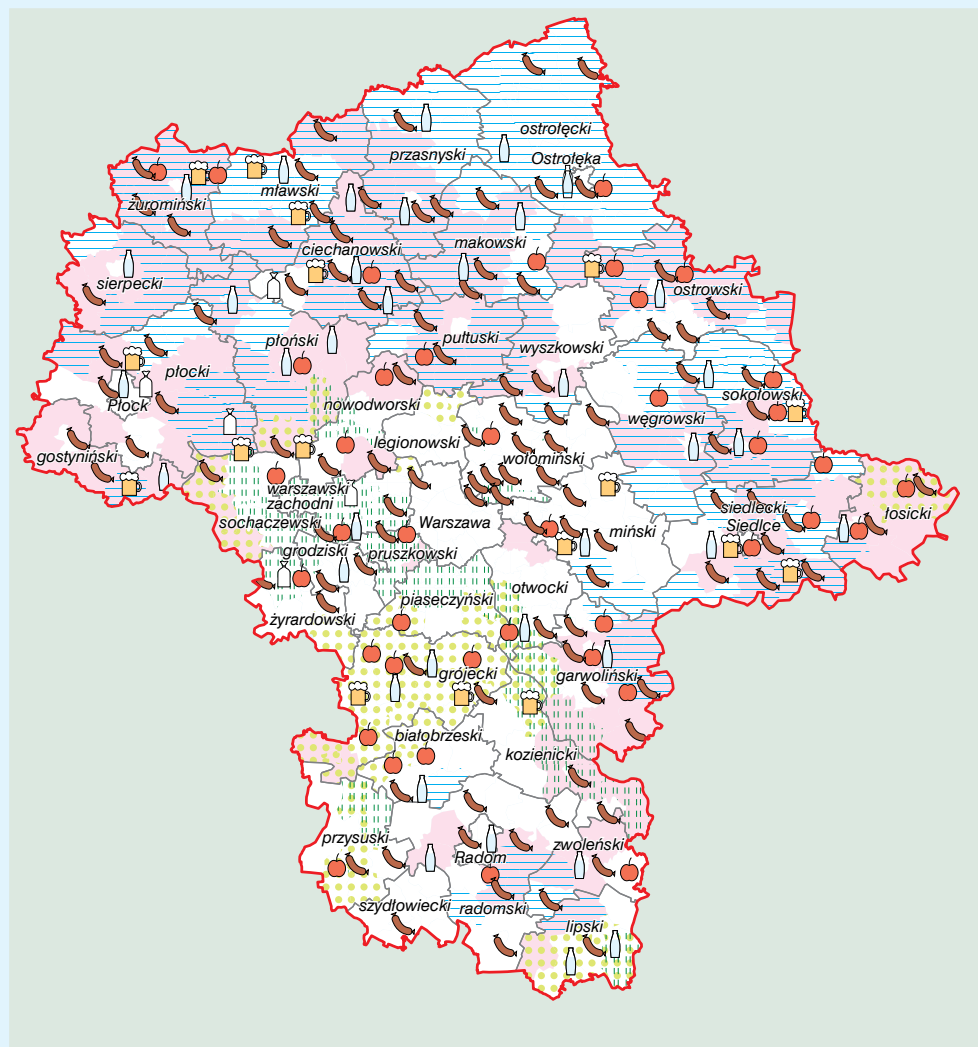 ostrołęcki
przasnyski
Ostrołęka
mławski
żuromiński
makowski
ciechanowski
sierpecki
ostrowski
płoński
pułtuski
wyszkowski
płocki
sokołowski
Płock
nowodworski
węgrowski
legionowski
gostyniński
wołomiński
warszawski
zachodni
siedlecki
łosicki
sochaczewski
Warszawa
Siedlce
miński
grodziski
pruszkowski
otwocki
piaseczyński
żyrardowski
grójecki
garwoliński
białobrzeski
kozienicki
przysuski
zwoleński
Radom
szydłowiecki
radomski
lipski